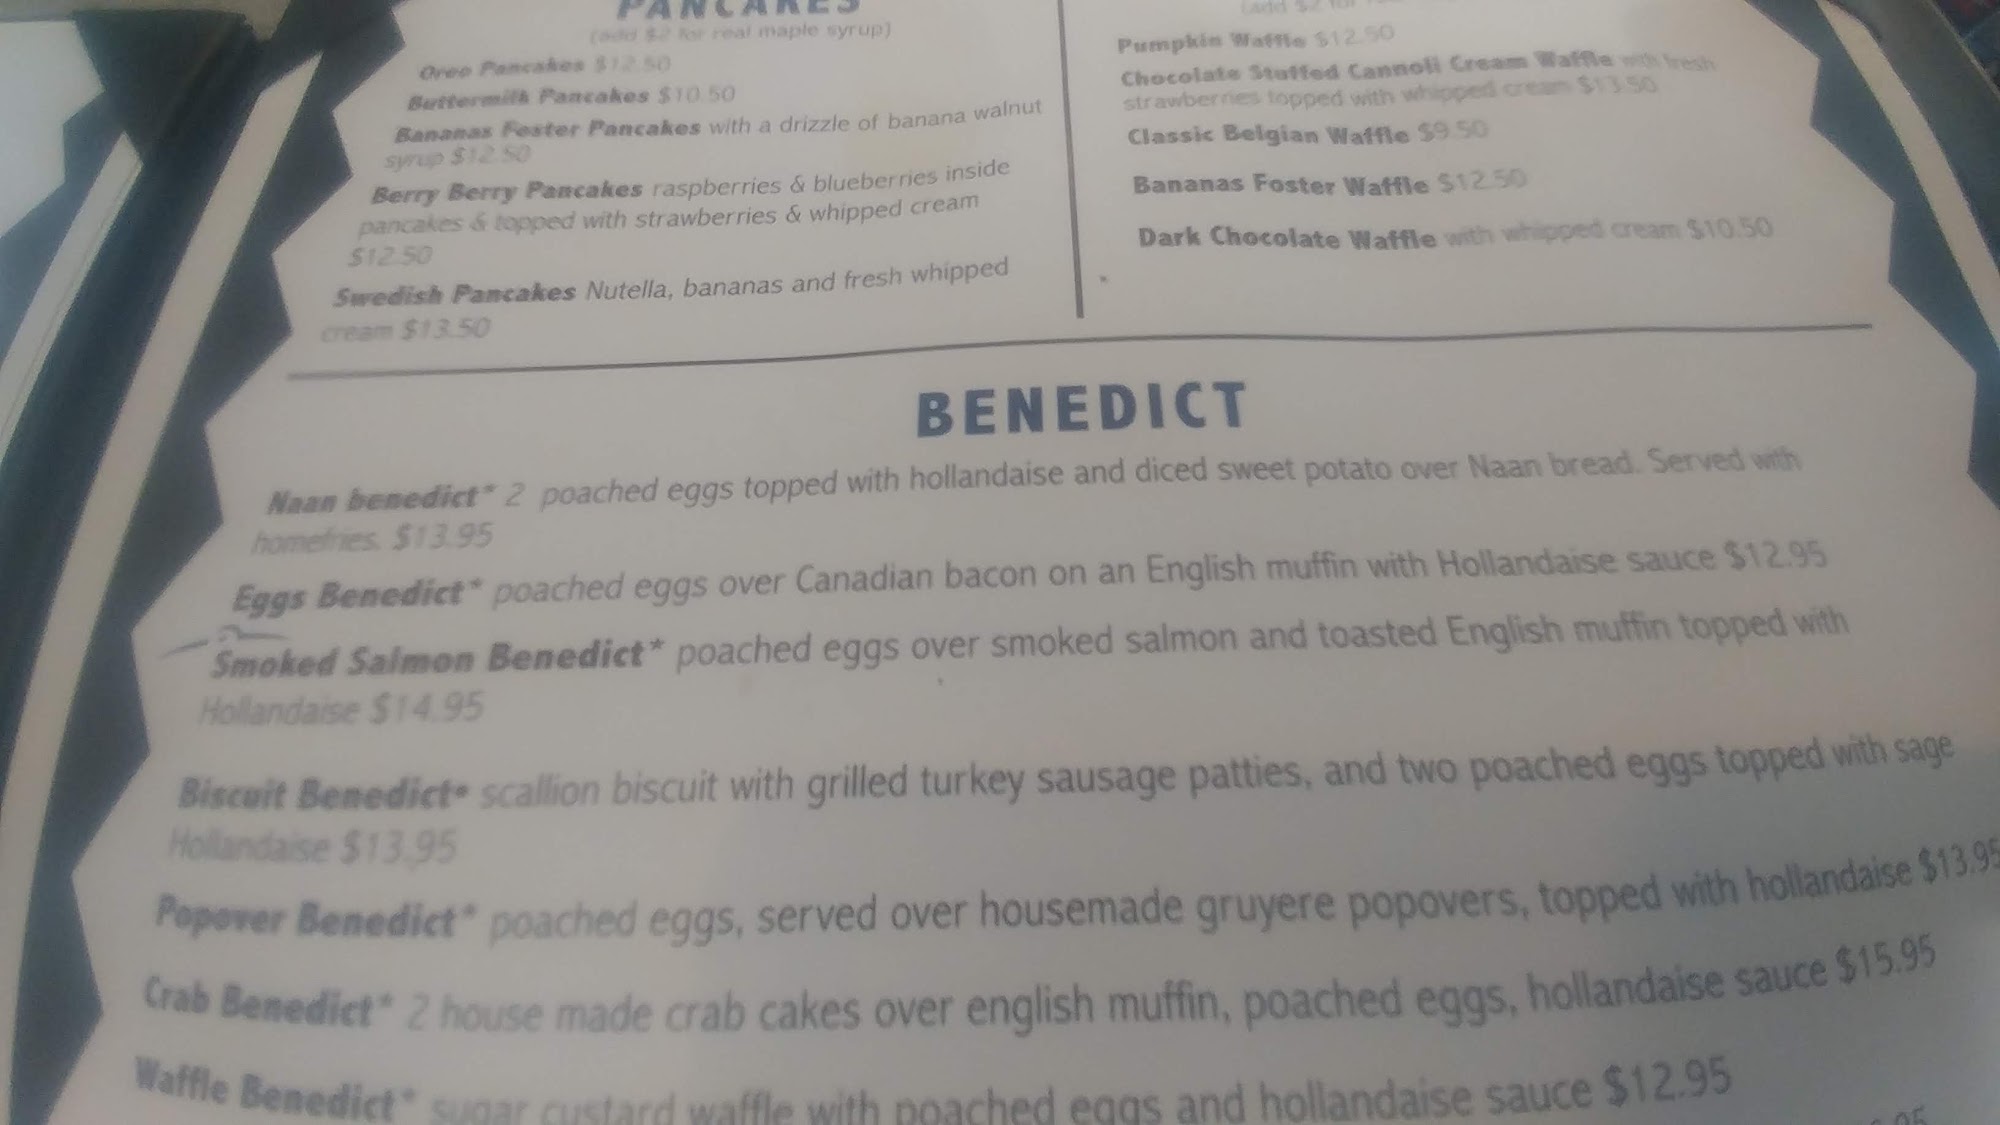 PANCAKES
(add $2 for real maple syrup)
Oreo Pancakes $12.50
Buttermilk Pancakes $10.50
Bananas Foster Pancakes with a drizzle of banana walnut
syrup $12.50
Berry Berry Pancakes raspberries & blueberries inside
pancakes & topped with strawberries & whipped cream
$12.50
Swedish Pancakes Nutella, bananas and fresh whipped
cream $13.50
(add $2 for
Pumpkin Waffle $12.50
Chocolate Stuffed Cannoli Cream Waffle with fresh
strawberries topped with whipped cream $13.50
Classic Belgian Waffle $9.50
Bananas Foster Waffle $12.50
Dark Chocolate Waffle with whipped cream $10.50
BENEDICT
Naan benedict* 2 poached eggs topped with hollandaise and diced sweet potato over Naan bread. Served with
homefries. $13.95
Eggs Benedict* poached eggs over Canadian bacon on an English muffin with Hollandaise sauce $12.95
Smoked Salmon Benedict* poached eggs over smoked salmon and toasted English muffin topped with
Hollandaise $14.95
Biscuit Benedict* scallion biscuit with grilled turkey sausage patties, and two poached eggs topped with sage
Hollandaise $13.95
Popover Benedict* poached eggs, served over housemade gruyere popovers, topped with hollandaise $13.95
Crab Benedict* 2 house made crab cakes over english muffin, poached eggs, hollandaise sauce $15.95
Waffle Benedict* sugar custard waffle with poached eggs and hollandaise sauce $12.95